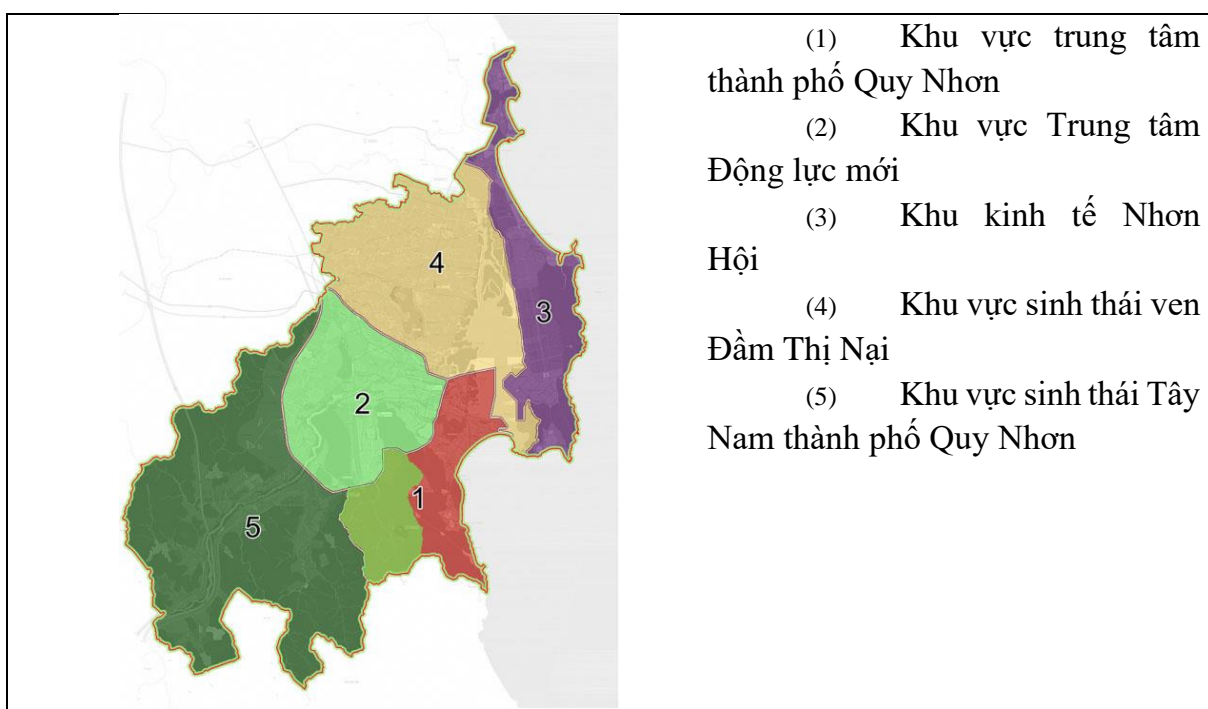 (1) Khu vực trung tâm
thành phố Quy Nhơn
(2) Khu vực Trung tâm
Động lực mới
(3) Khu kinh tế Nhơn
Hội
(4) Khu vực sinh thái ven
Đầm Thị Nại
(5) Khu vực sinh thái Tây
Nam thành phố Quy Nhơn
4
3
2
1
5